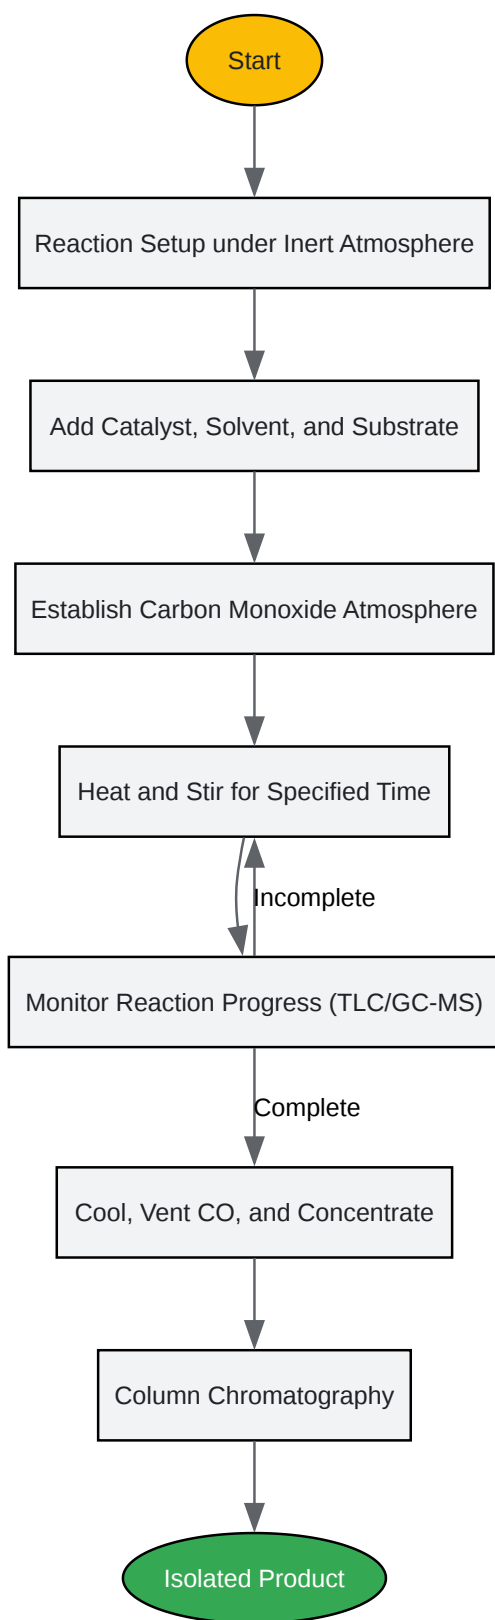 Start
Reaction Setup under Inert Atmosphere
Add Catalyst, Solvent, and Substrate
Establish Carbon Monoxide Atmosphere
Heat and Stir for Specified Time
Incomplete
Monitor Reaction Progress (TLC/GC-MS)
Complete
Cool, Vent CO, and Concentrate
Column Chromatography
Isolated Product